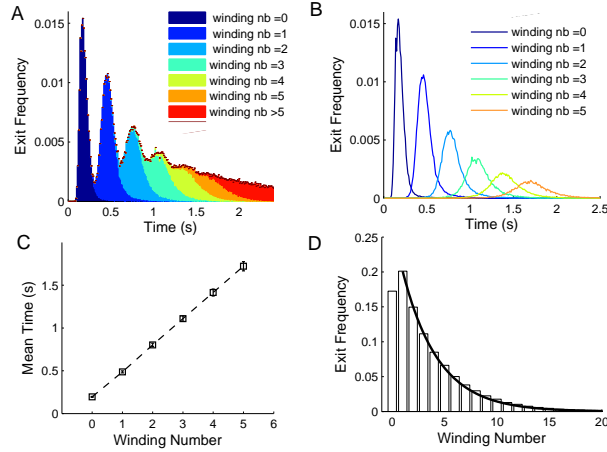 A
winding nb =0
winding nb =1
winding nb =2
winding nb =3
winding nb =4
winding nb =5
winding nb >5
0.015
0.01
0.005
0
0 0.5 1 1.5 2
Exit Frequency
Time (s)
B
winding nb =0
winding nb =1
winding nb =2
winding nb =3
winding nb =4
winding nb =5
0.015
0.01
0.005
0
0 0.5 1 1.5 2 2.5
Exit Frequency
Time (s)
C
2
1.5
1
0.5
0
0 1 2 3 4 5 6
Mean Time (s)
Winding Number
D
0.25
0.2
0.15
0.1
0.05
0
0 5 10 15 20
Exit Frequency
Winding Number